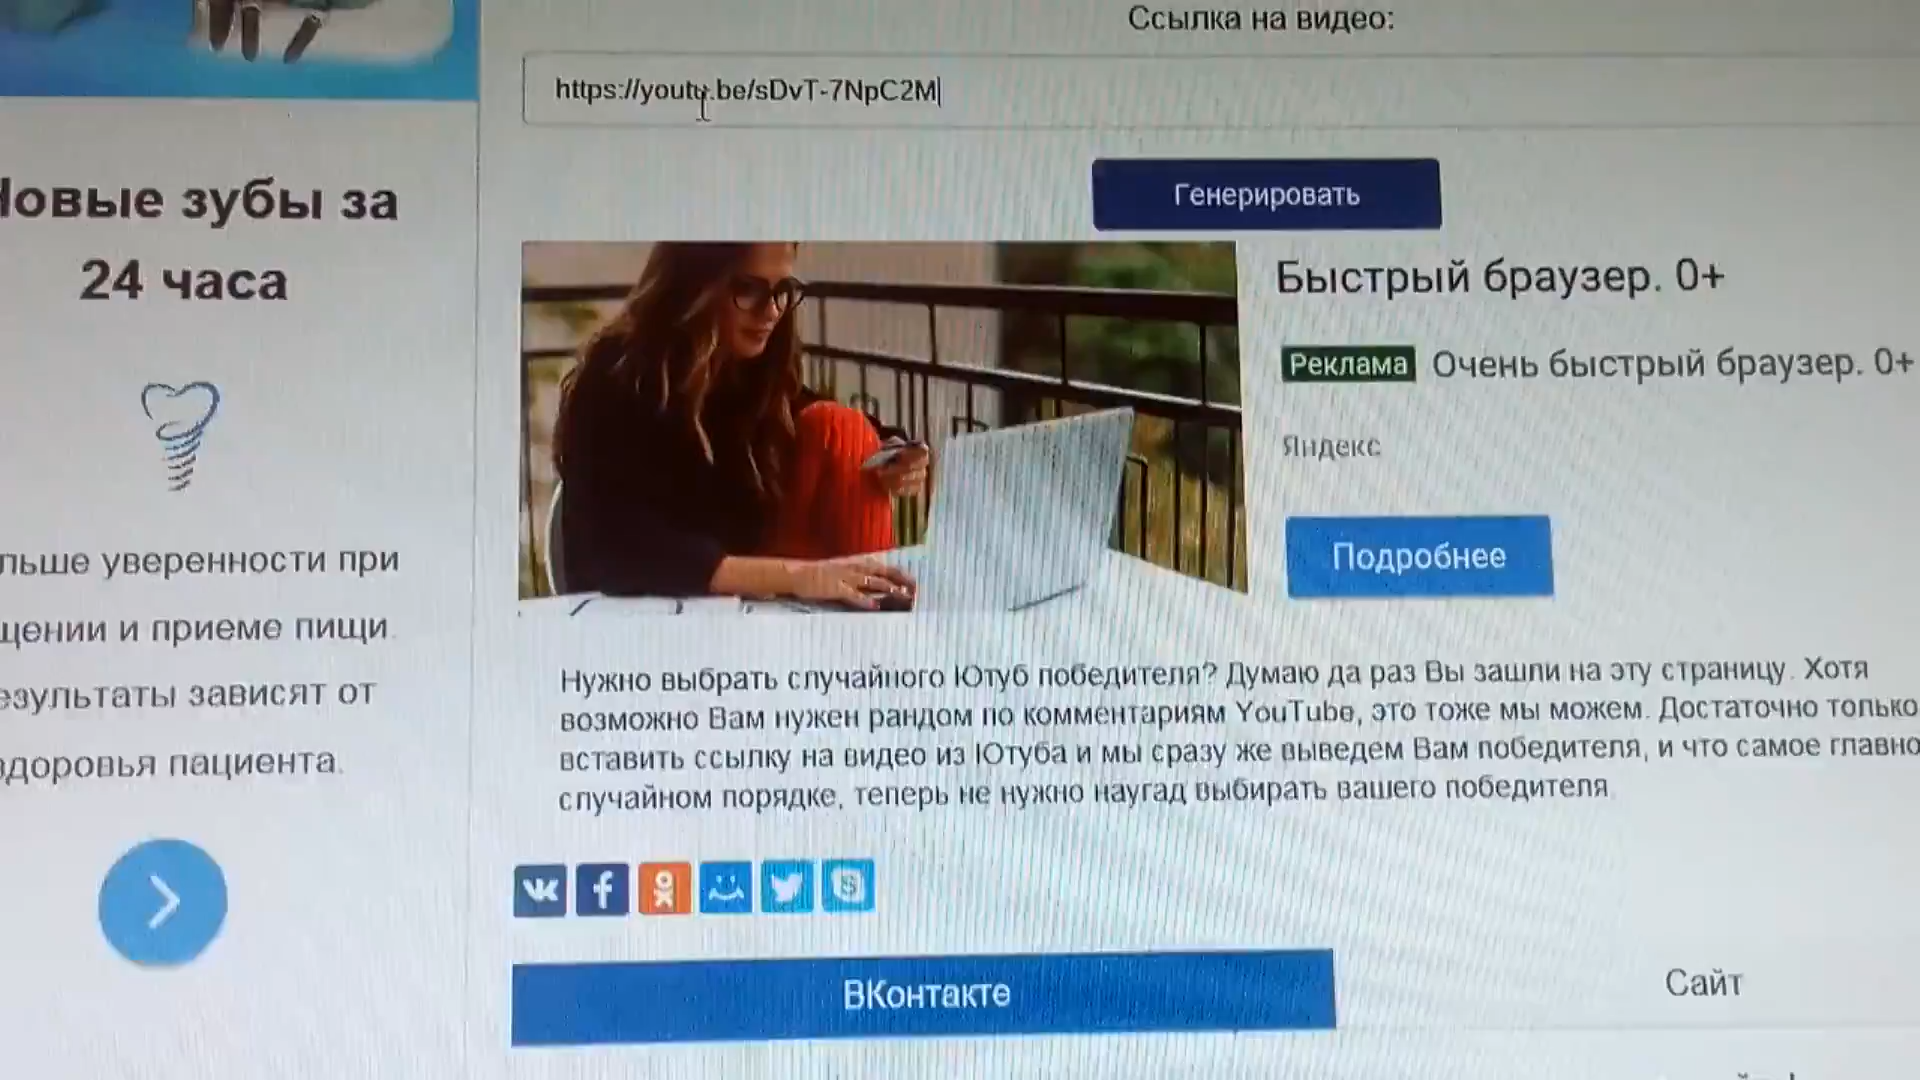 Ссылка на видео:
https://youtu.be/sDvT-7NpC2M
Генерировать
Новые зубы за
24 часа
Быстрый браузер. 0+
Реклама Очень быстрый браузер. 0+
Яндекс
Подробнее
при
уверенности
и приеме пищи.
зависят от
пациента.
Нужно выбрать случайного Ютуб победителя? Думаю да раз Вы зашли на эту страницу. Хотя
возможно Вам нужен рандом по комментариям YouTube, это тоже мы можем. Достаточно только
вставить ссылку на видео из Ютуба и мы сразу же выведем Вам победителя, и что самое главно
случайном порядке, теперь не нужно наугад выбирать вашего победителя.
ВКонтакте
Сайт